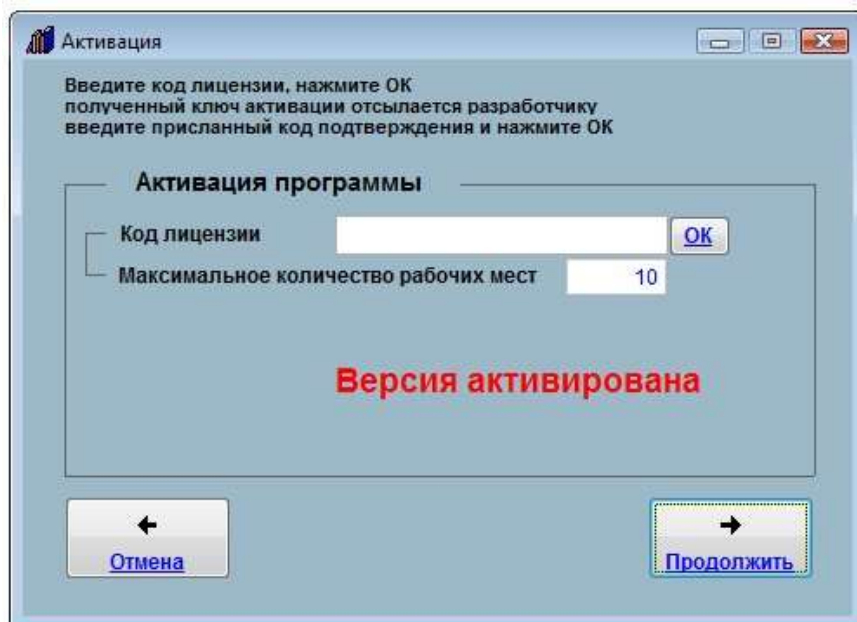 Активация
Введите код лицензии, нажмите ОК
полученный ключ активации отсылается разработчику
введите присланный код подтверждения и нажмите ОК
Активация программы
Код лицензии
ОК
Максимальное количество рабочих мест 10
Версия активирована
Отмена
Продолжить